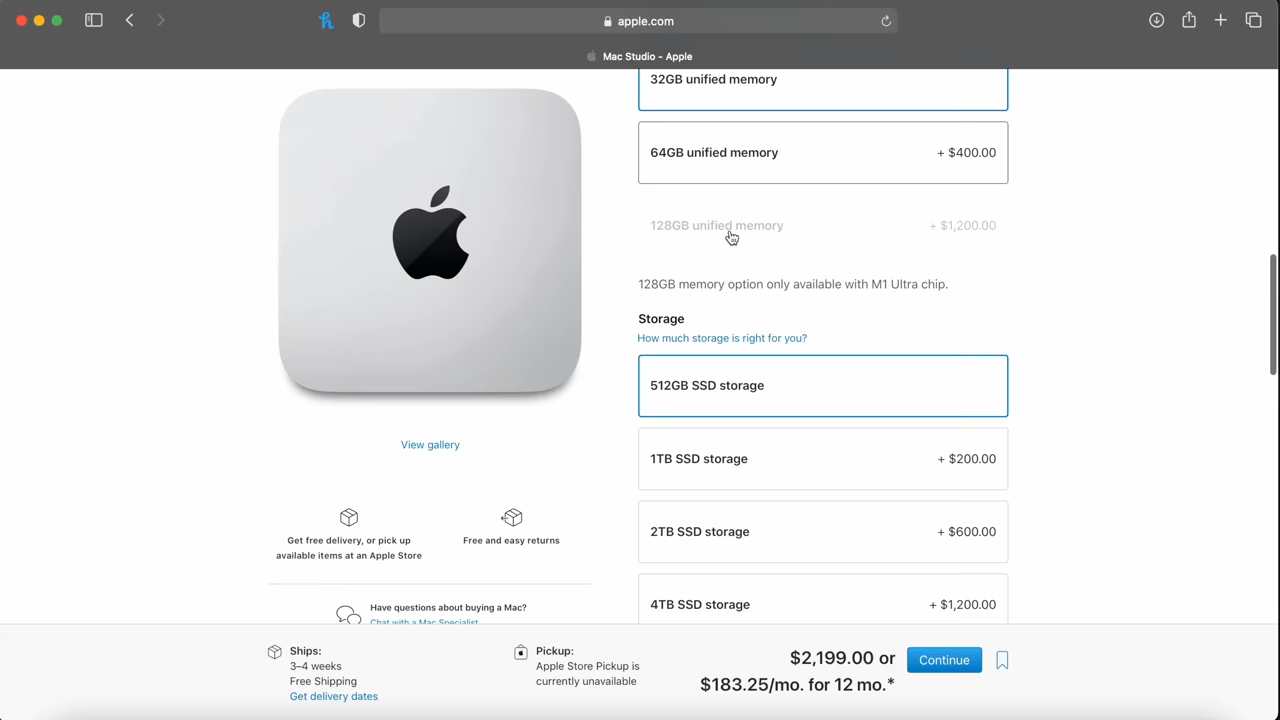 apple.com
Mac Studio - Apple
32GB unified memory
64GB unified memory + $400.00
128GB unified memory + $1,200.00
128GB memory option only available with M1 Ultra chip.
Storage
How much storage is right for you?
512GB SSD storage
1TB SSD storage + $200.00
2TB SSD storage + $600.00
4TB SSD storage + $1,200.00
View gallery
Get free delivery, or pick up
available items at an Apple Store
Free and easy returns
Have questions about buying a Mac?
Chat with a Mac Specialist
Ships:
3–4 weeks
Free Shipping
Get delivery dates
Pickup:
Apple Store Pickup is
currently unavailable
$2,199.00 or
$183.25/mo. for 12 mo.*
Continue